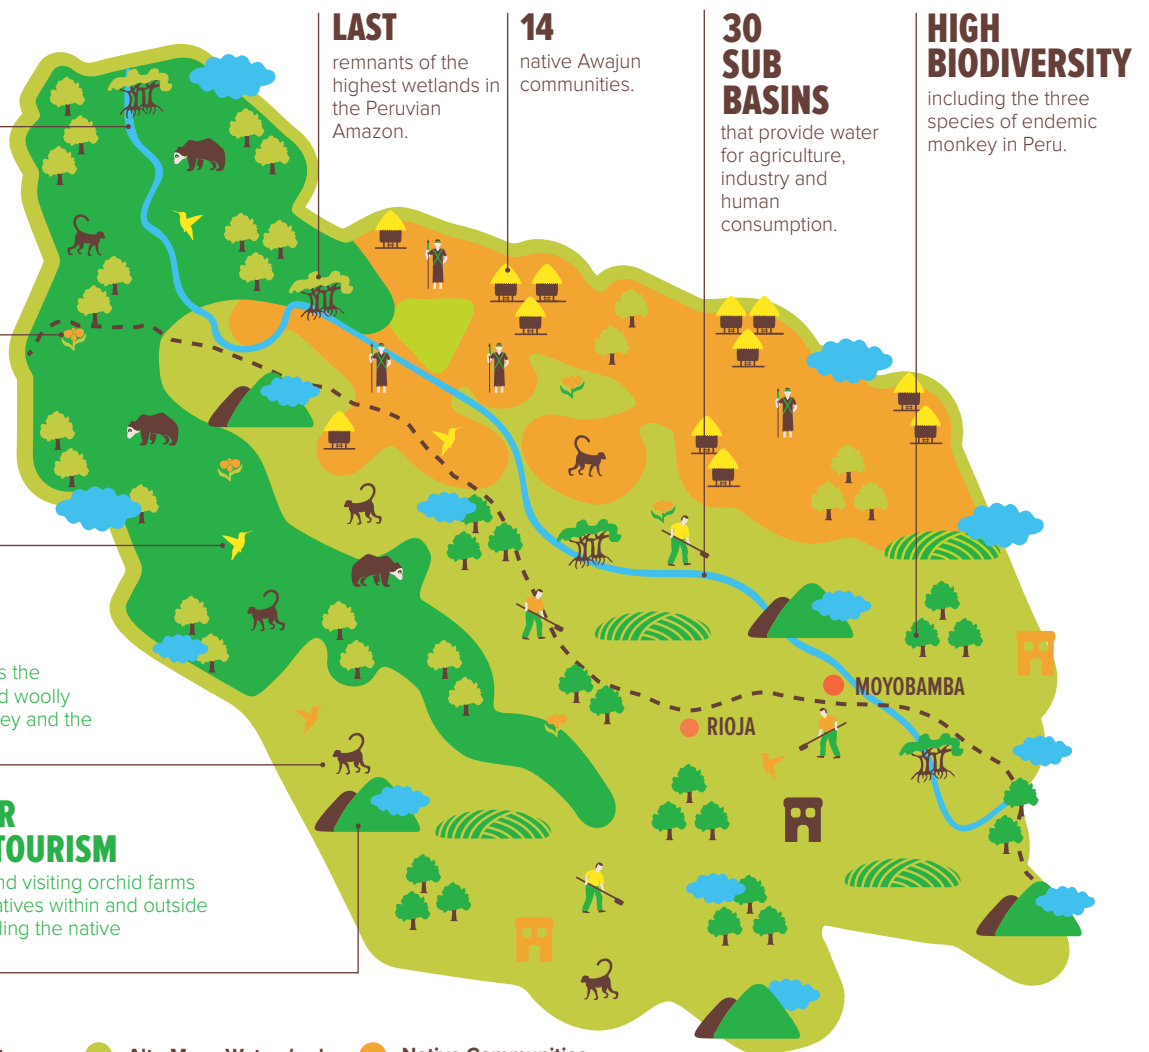 LAST
remnants of the
highest wetlands in
the Peruvian
Amazon.
14
native Awajun
communities.
30
SUB
BASINS
that provide water
for agriculture,
industry and
human
consumption.
HIGH
BIODIVERSITY
including the three
species of endemic
monkey in Peru.
MOYOBAMBA
RIOJA
s the
d woolly
ey and the
R
TOURISM
nd visiting orchid farms
atives within and outside
ding the native
Native Communities